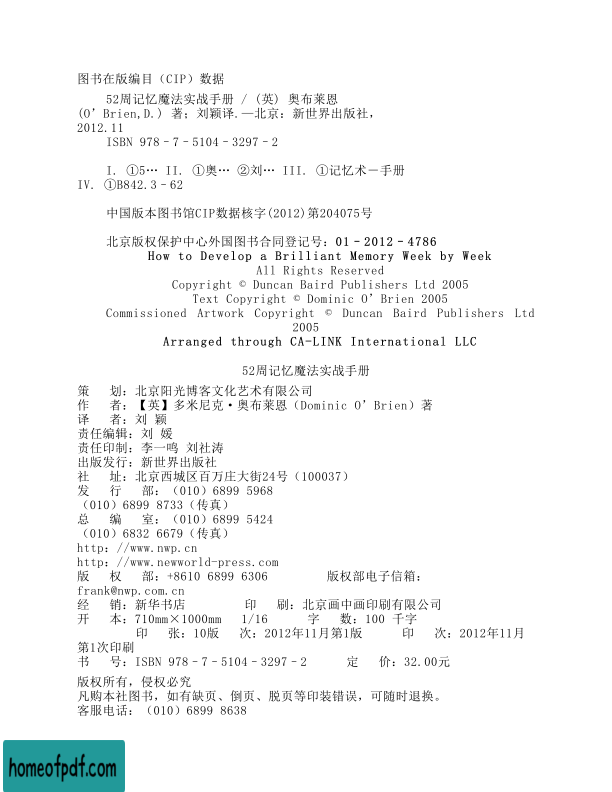 图书在版编目（CIP）数据
52周记忆魔法实战手册 / (英) 奥布莱恩
(O’Brien,D.) 著；刘颖译.—北京：新世界出版社，
2012.11
ISBN 978－7－5104－3297－2
I. ①5… II. ①奥… ②刘… III. ①记忆术－手册
IV. ①B842.3－62
中国版本图书馆CIP数据核字(2012)第204075号
北京版权保护中心外国图书合同登记号：01－2012－4786
How to Develop a Brilliant Memory Week by Week
All Rights Reserved
Copyright © Duncan Baird Publishers Ltd 2005
Text Copyright © Dominic O’Brien 2005
Commissioned Artwork Copyright © Duncan Baird Publishers Ltd
2005
Arranged through CA-LINK International LLC
52周记忆魔法实战手册
策 划：北京阳光博客文化艺术有限公司
作 者：【英】多米尼克·奥布莱恩（Dominic O’Brien）著
译 者：刘 颖
责任编辑：刘 媛
责任印制：李一鸣 刘社涛
出版发行：新世界出版社
社 址：北京西城区百万庄大街24号（100037）
发 行 部：（010）6899 5968
（010）6899 8733（传真）
总 编 室：（010）6899 5424
（010）6832 6679（传真）
http：//www.nwp.cn
http：//www.newworld-press.com
版 权 部：+8610 6899 6306 版权部电子信箱：
frank@nwp.com.cn
经 销：新华书店 印 刷：北京画中画印刷有限公司
开 本：710mm×1000mm 1/16 字 数：100 千字
印 张：10版 次：2012年11月第1版 印 次：2012年11月
第1次印刷
书 号：ISBN 978－7－5104－3297－2 定 价：32.00元
版权所有，侵权必究
凡购本社图书，如有缺页、倒页、脱页等印装错误，可随时退换。
客服电话：（010）6899 8638
homeofpdf.com